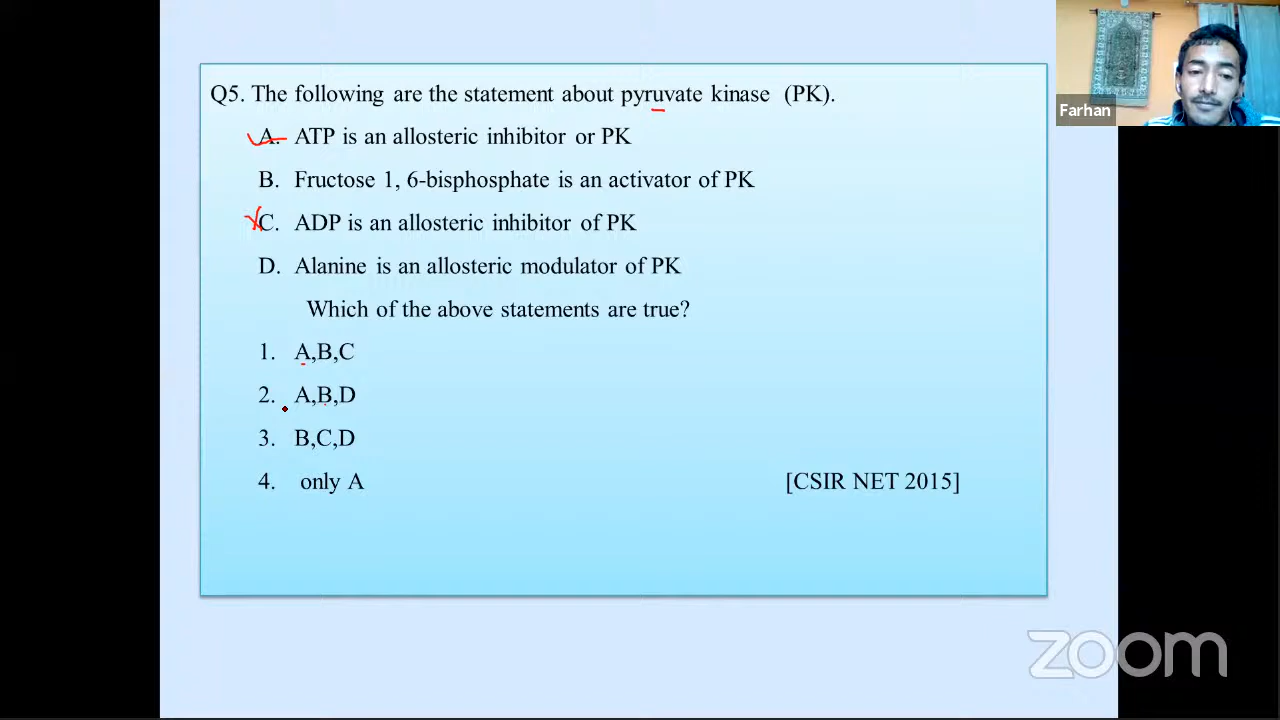 Q5. The following are the statement about pyruvate kinase (PK).
A. ATP is an allosteric inhibitor or PK
B. Fructose 1, 6-bisphosphate is an activator of PK
C. ADP is an allosteric inhibitor of PK
D. Alanine is an allosteric modulator of PK
Which of the above statements are true?
1. A,B,C
2. A,B,D
3. B,C,D
4. only A [CSIR NET 2015]
Farhan
zoom